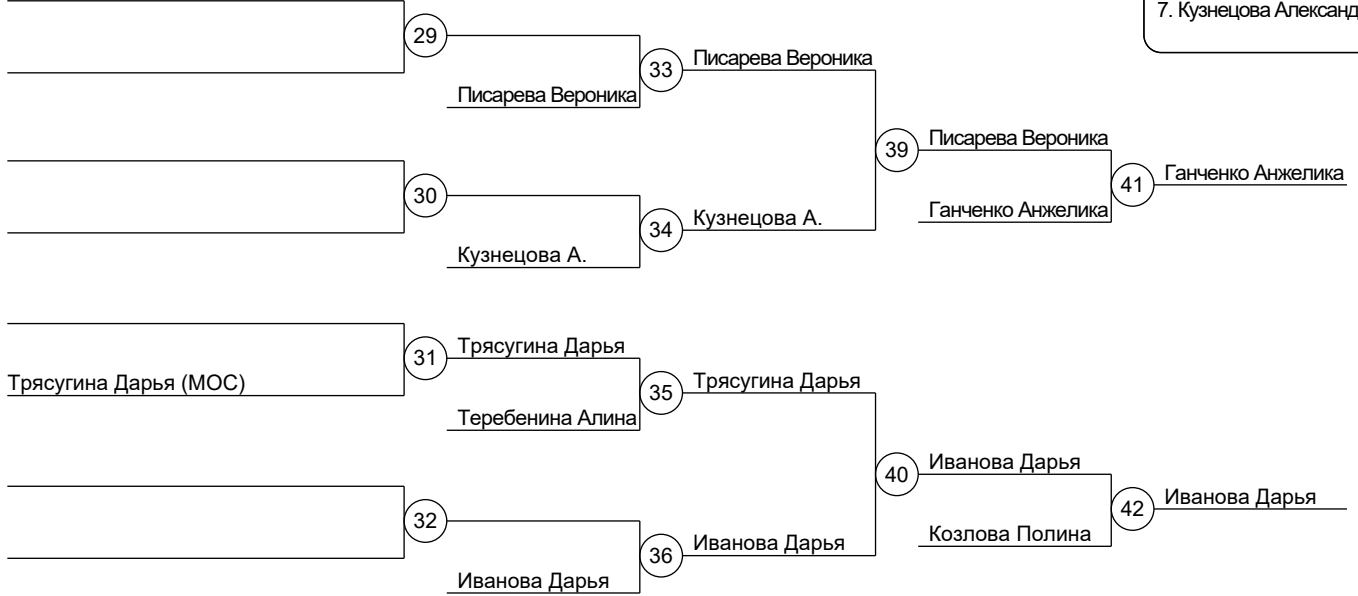 7. Кузнецова Александ
29
33
Писарева Вероника
Писарева Вероника
39
Писарева Вероника
41
Ганченко Анжелика
30
34
Кузнецова А.
Ганченко Анжелика
Кузнецова А.
31
Трясугина Дарья
Трясугина Дарья (МОС)
35
Трясугина Дарья
Теребенина Алина
40
Иванова Дарья
42
Иванова Дарья
32
36
Иванова Дарья
Козлова Полина
Иванова Дарья